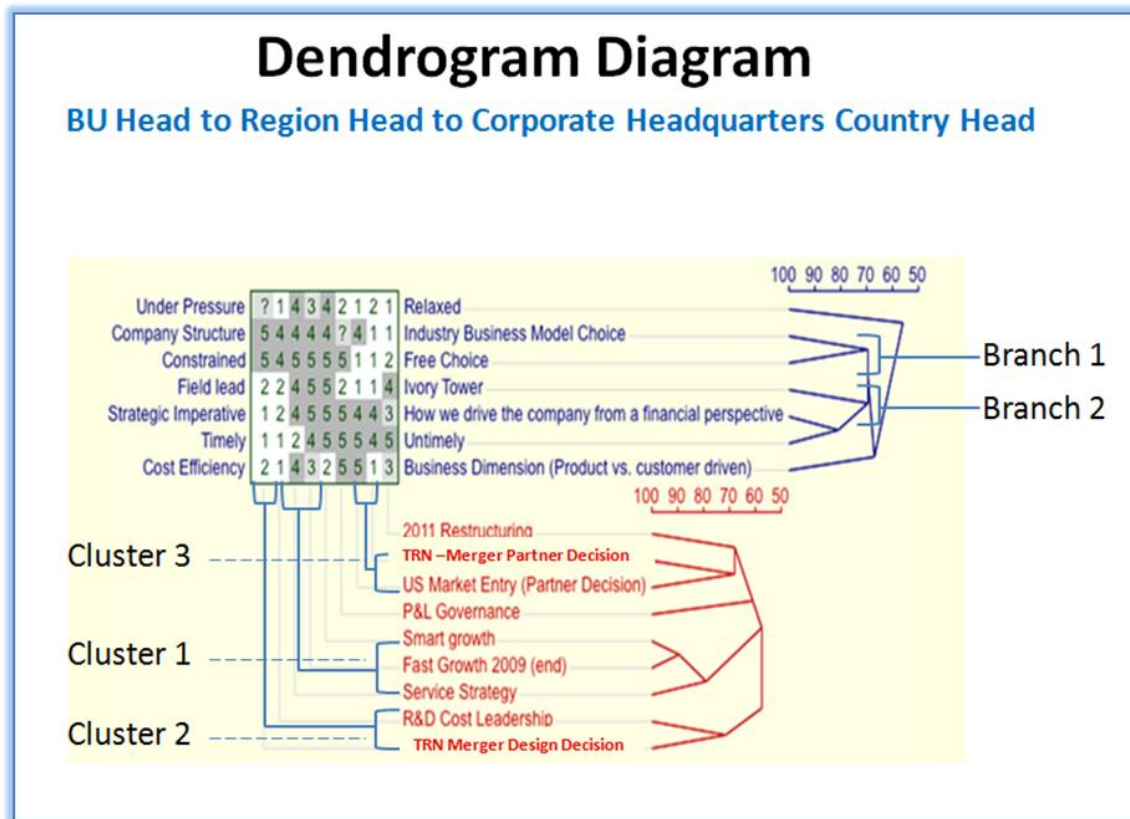 Dendrogram Diagram
BU Head to Region Head to Corporate Headquarters Country Head
100 90 80 70 60 50
Under Pressure ? 1 4 3 4 2 1 2 1 Relaxed
Company Structure 5 4 4 4 4 ? 4 1 1 Industry Business Model Choice
Branch 1
Constrained 5 4 5 5 5 5 1 1 2 Free Choice
Field lead 2 2 4 5 5 2 1 1 4 Ivory Tower
Branch 2
Strategic Imperative 1 2 4 5 5 5 4 4 3 How we drive the company from a financial perspective
Timely 1 1 2 4 5 5 5 4 5 Untimely
Cost Efficiency 2 1 4 3 2 5 5 1 3 Business Dimension (Product vs. customer driven)
100 90 80 70 60 50
2011 Restructuring
Cluster 3
TRN –Merger Partner Decision
US Market Entry (Partner Decision)
P&L Governance
Smart growth
Cluster 1
Fast Growth 2009 (end)
Service Strategy
R&D Cost Leadership
Cluster 2
TRN Merger Design Decision